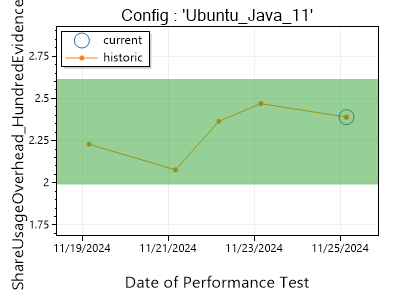 Config : 'Ubuntu_Java_11'
current
historic
2.75
2.5
2.25
2
1.75
ShareUsageOverhead_HundredEvidence
11/19/2024 11/21/2024 11/23/2024 11/25/2024
Date of Performance Test